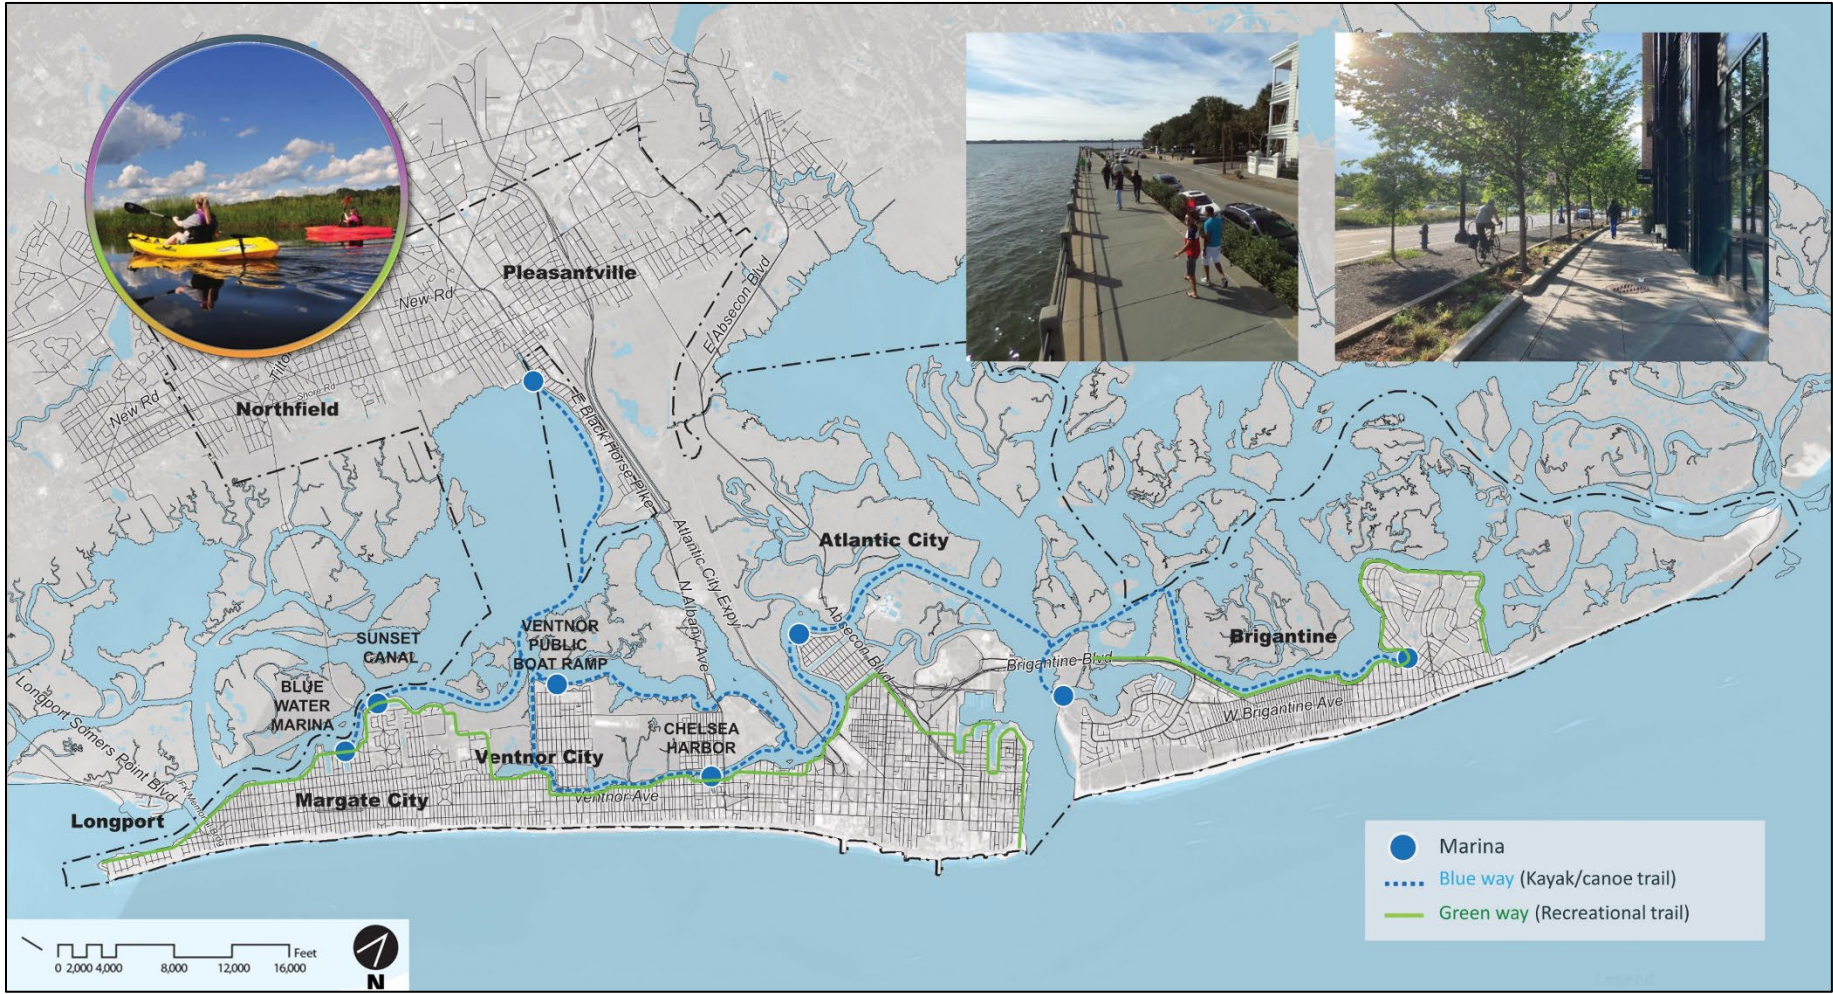 Pleasantville
New Rd
E Absecon Blvd
Tilton
Shore Rd
New Rd
Northfield
E Black Horse Pike
Atlantic City
Atlantic City Expy
N Albany Ave
Absecon Blvd
SUNSET
CANAL
VENTNOR
PUBLIC
BOAT RAMP
Brigantine
Brigantine Blvd
BLUE
WATER
MARINA
Longport Somers Point Blvd
W Brigantine Ave
CHELSEA
HARBOR
Ventnor City
Ventnor Ave
Margate City
Longport
Marina
Blue way (Kayak/canoe trail)
Green way (Recreational trail)
Feet
0 2,000 4,000 8,000 12,000 16,000
N